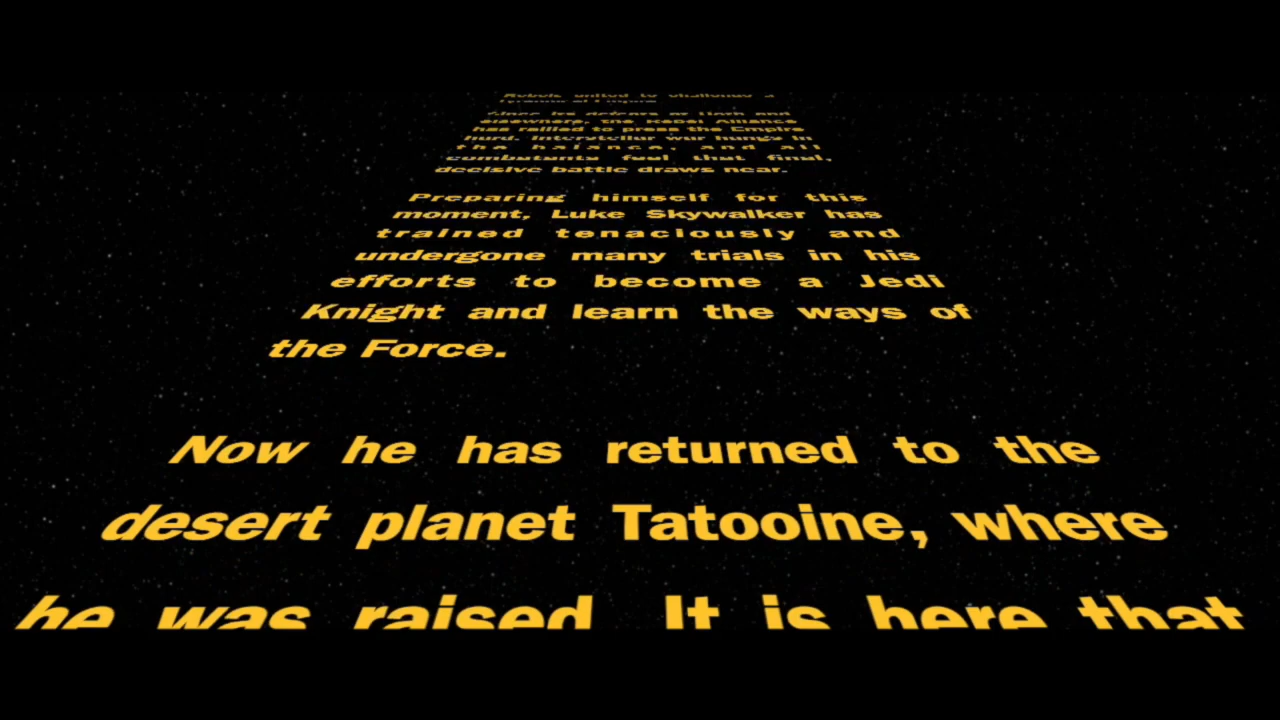 Rebels united to challenge a
tyrannical Empire
elsewhere, the Rebel Alliance
has rallied to press the Empire
hard. Interstellar war hangs in
the balance, and all
combatants feel that final,
decisive battle draws near.
Preparing himself for this
moment, Luke Skywalker has
trained tenaciously and
undergone many trials in his
efforts to become a Jedi
Knight and learn the ways of
the Force.
Now he has returned to the
desert planet Tatooine, where
he was raised. It is here that